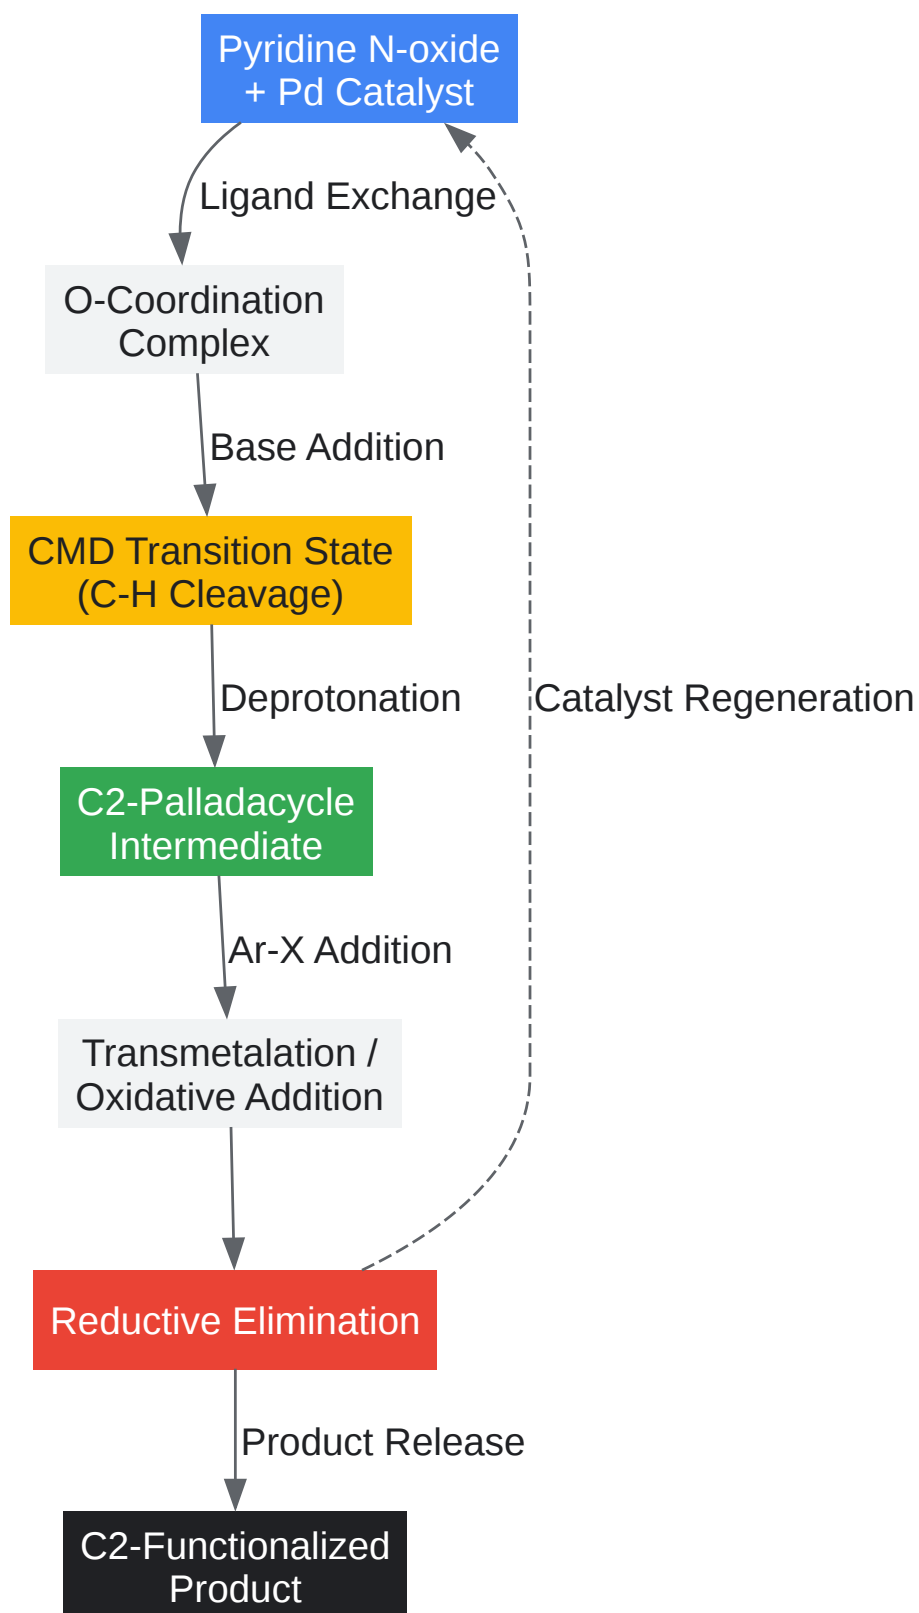 Pyridine N-oxide
+ Pd Catalyst
Ligand Exchange
O-Coordination
Complex
Base Addition
CMD Transition State
(C-H Cleavage)
Deprotonation
Catalyst Regeneration
C2-Palladacycle
Intermediate
Ar-X Addition
Transmetalation /
Oxidative Addition
Reductive Elimination
Product Release
C2-Functionalized
Product